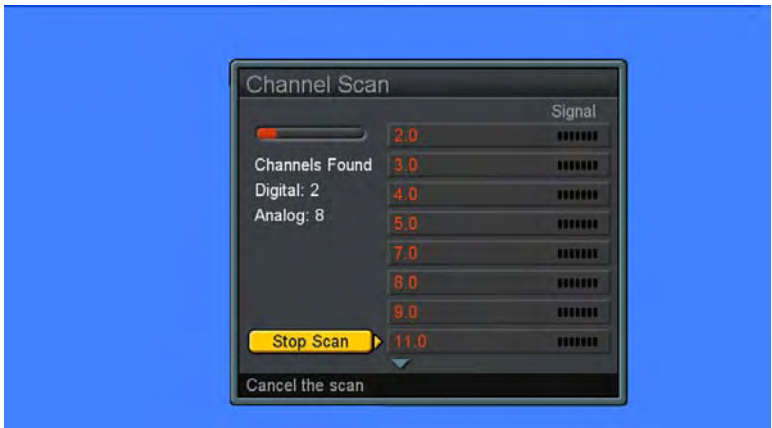 Channel Scan
Signal
Channels Found
Digital: 2
Analog: 8
2.0
3.0
4.0
5.0
7.0
8.0
9.0
11.0
Stop Scan
Cancel the scan